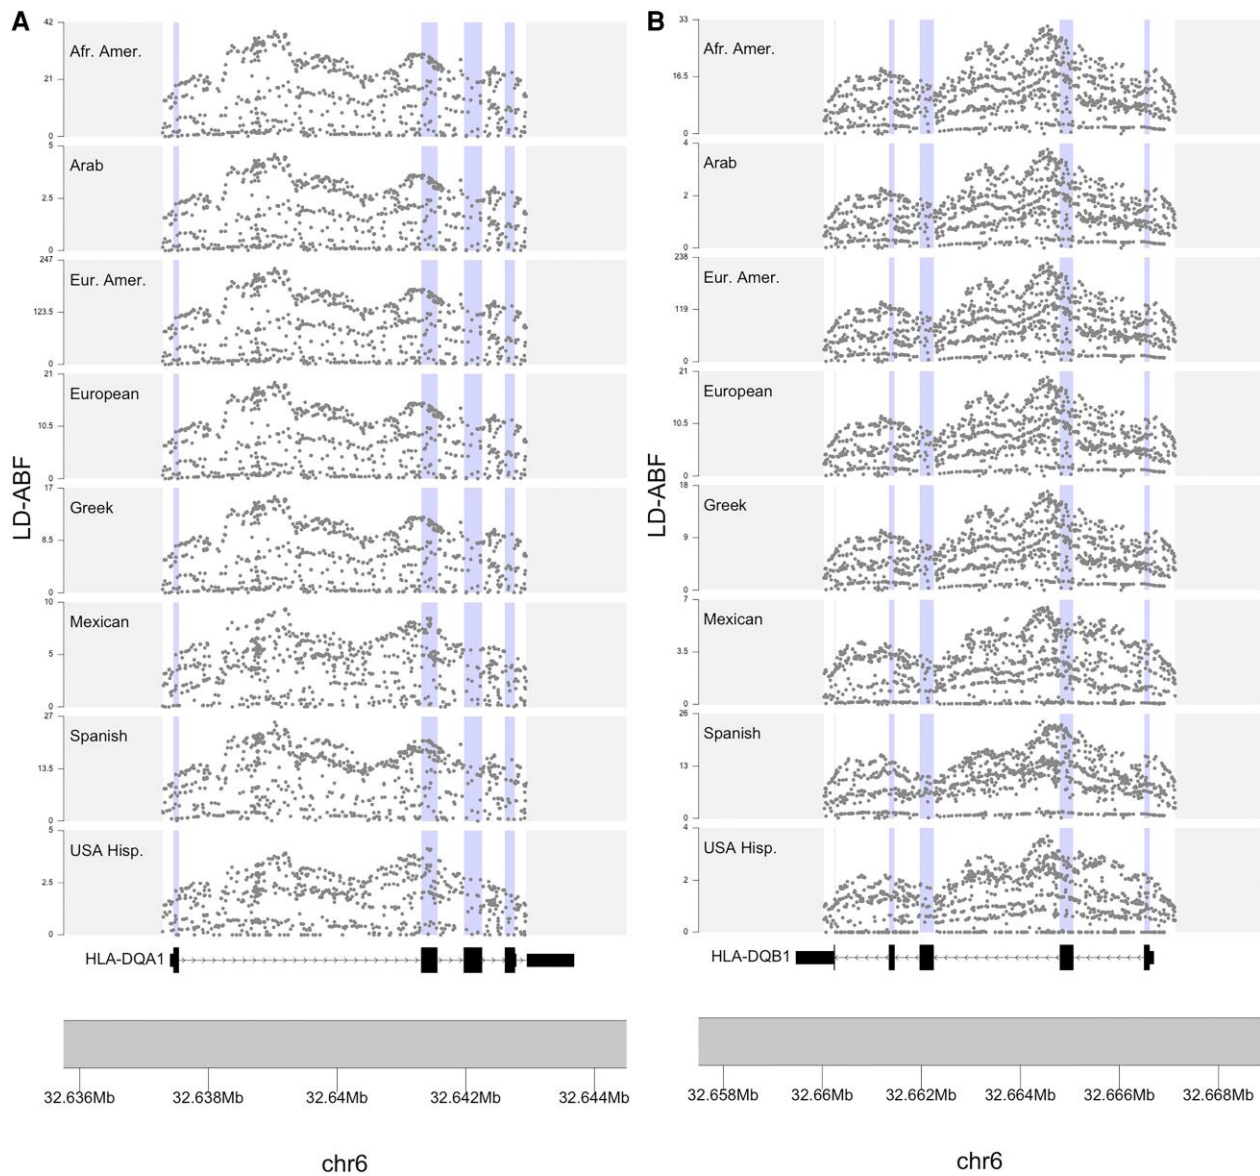 A
LD-ABF
42
Afr. Amer.
21
0
5
Arab
2.5
0
247
Eur. Amer.
123.5
0
21
European
10.5
0
17
Greek
8.5
0
10
Mexican
5
0
27
Spanish
13.5
0
5
USA Hisp.
2.5
0
HLA-DQA1
32.636Mb 32.638Mb 32.64Mb 32.642Mb 32.644Mb
chr6
B
LD-ABF
33
Afr. Amer.
16.5
0
4
Arab
2
0
238
Eur. Amer.
119
0
21
European
10.5
0
18
Greek
9
0
7
Mexican
3.5
0
26
Spanish
13
0
4
USA Hisp.
2
0
HLA-DQB1
32.658Mb 32.66Mb 32.662Mb 32.664Mb 32.666Mb 32.668Mb
chr6